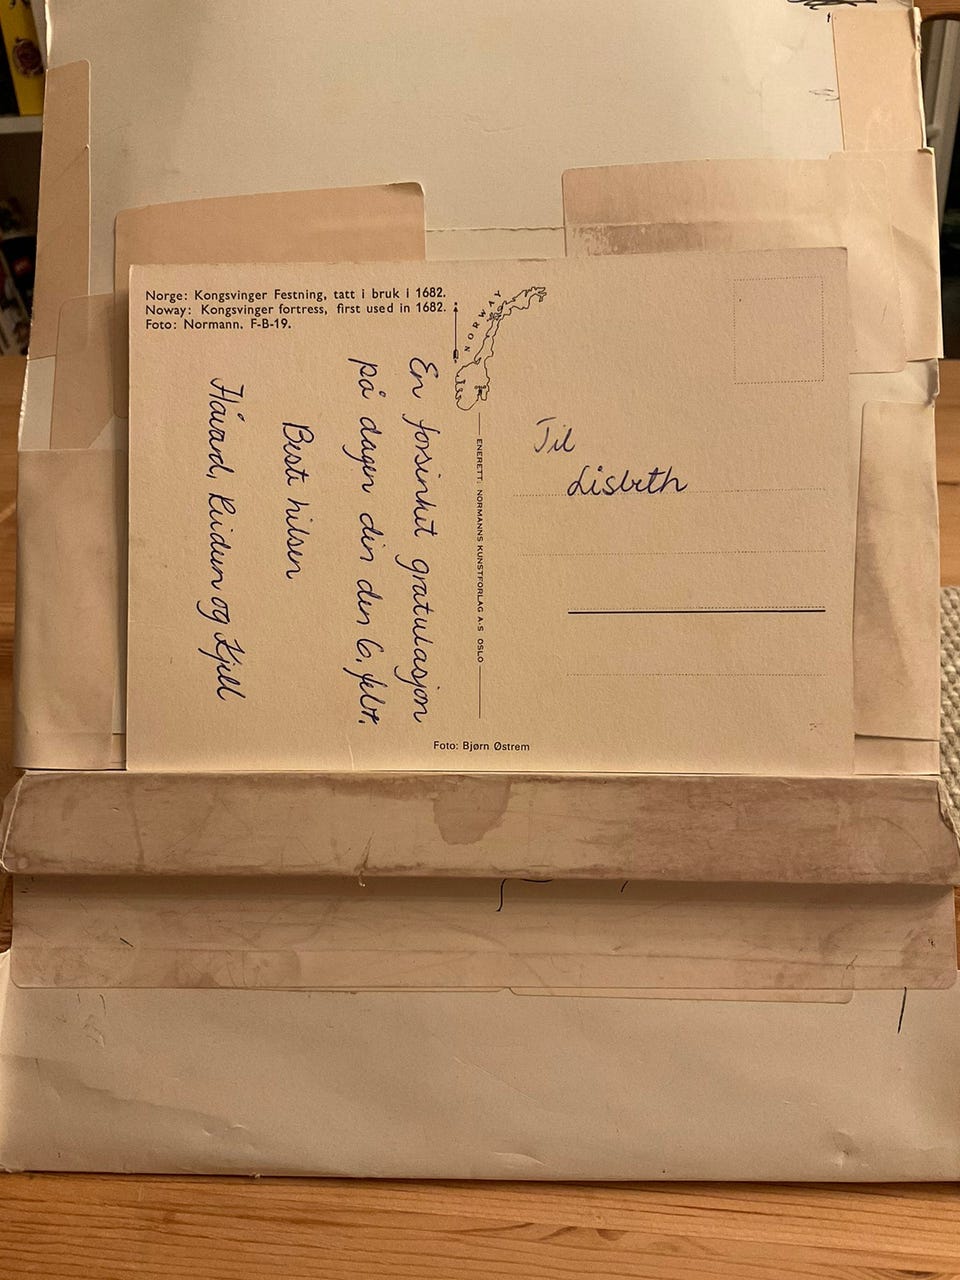 Norge: Kongsvinger Festning, tatt i bruk i 1682.
Noway: Kongsvinger fortress, first used in 1682.
Foto: Normann. F-B-19.
NORWAY
En forsinket gratulasjon
på dagen din den 6. febr.
Beste hilsen
Håvard, Reidun og Kjell
ENERETT: NORMANNS KUNSTFORLAG A·S OSLO
Til
Lisbeth
Foto: Bjørn Østrem